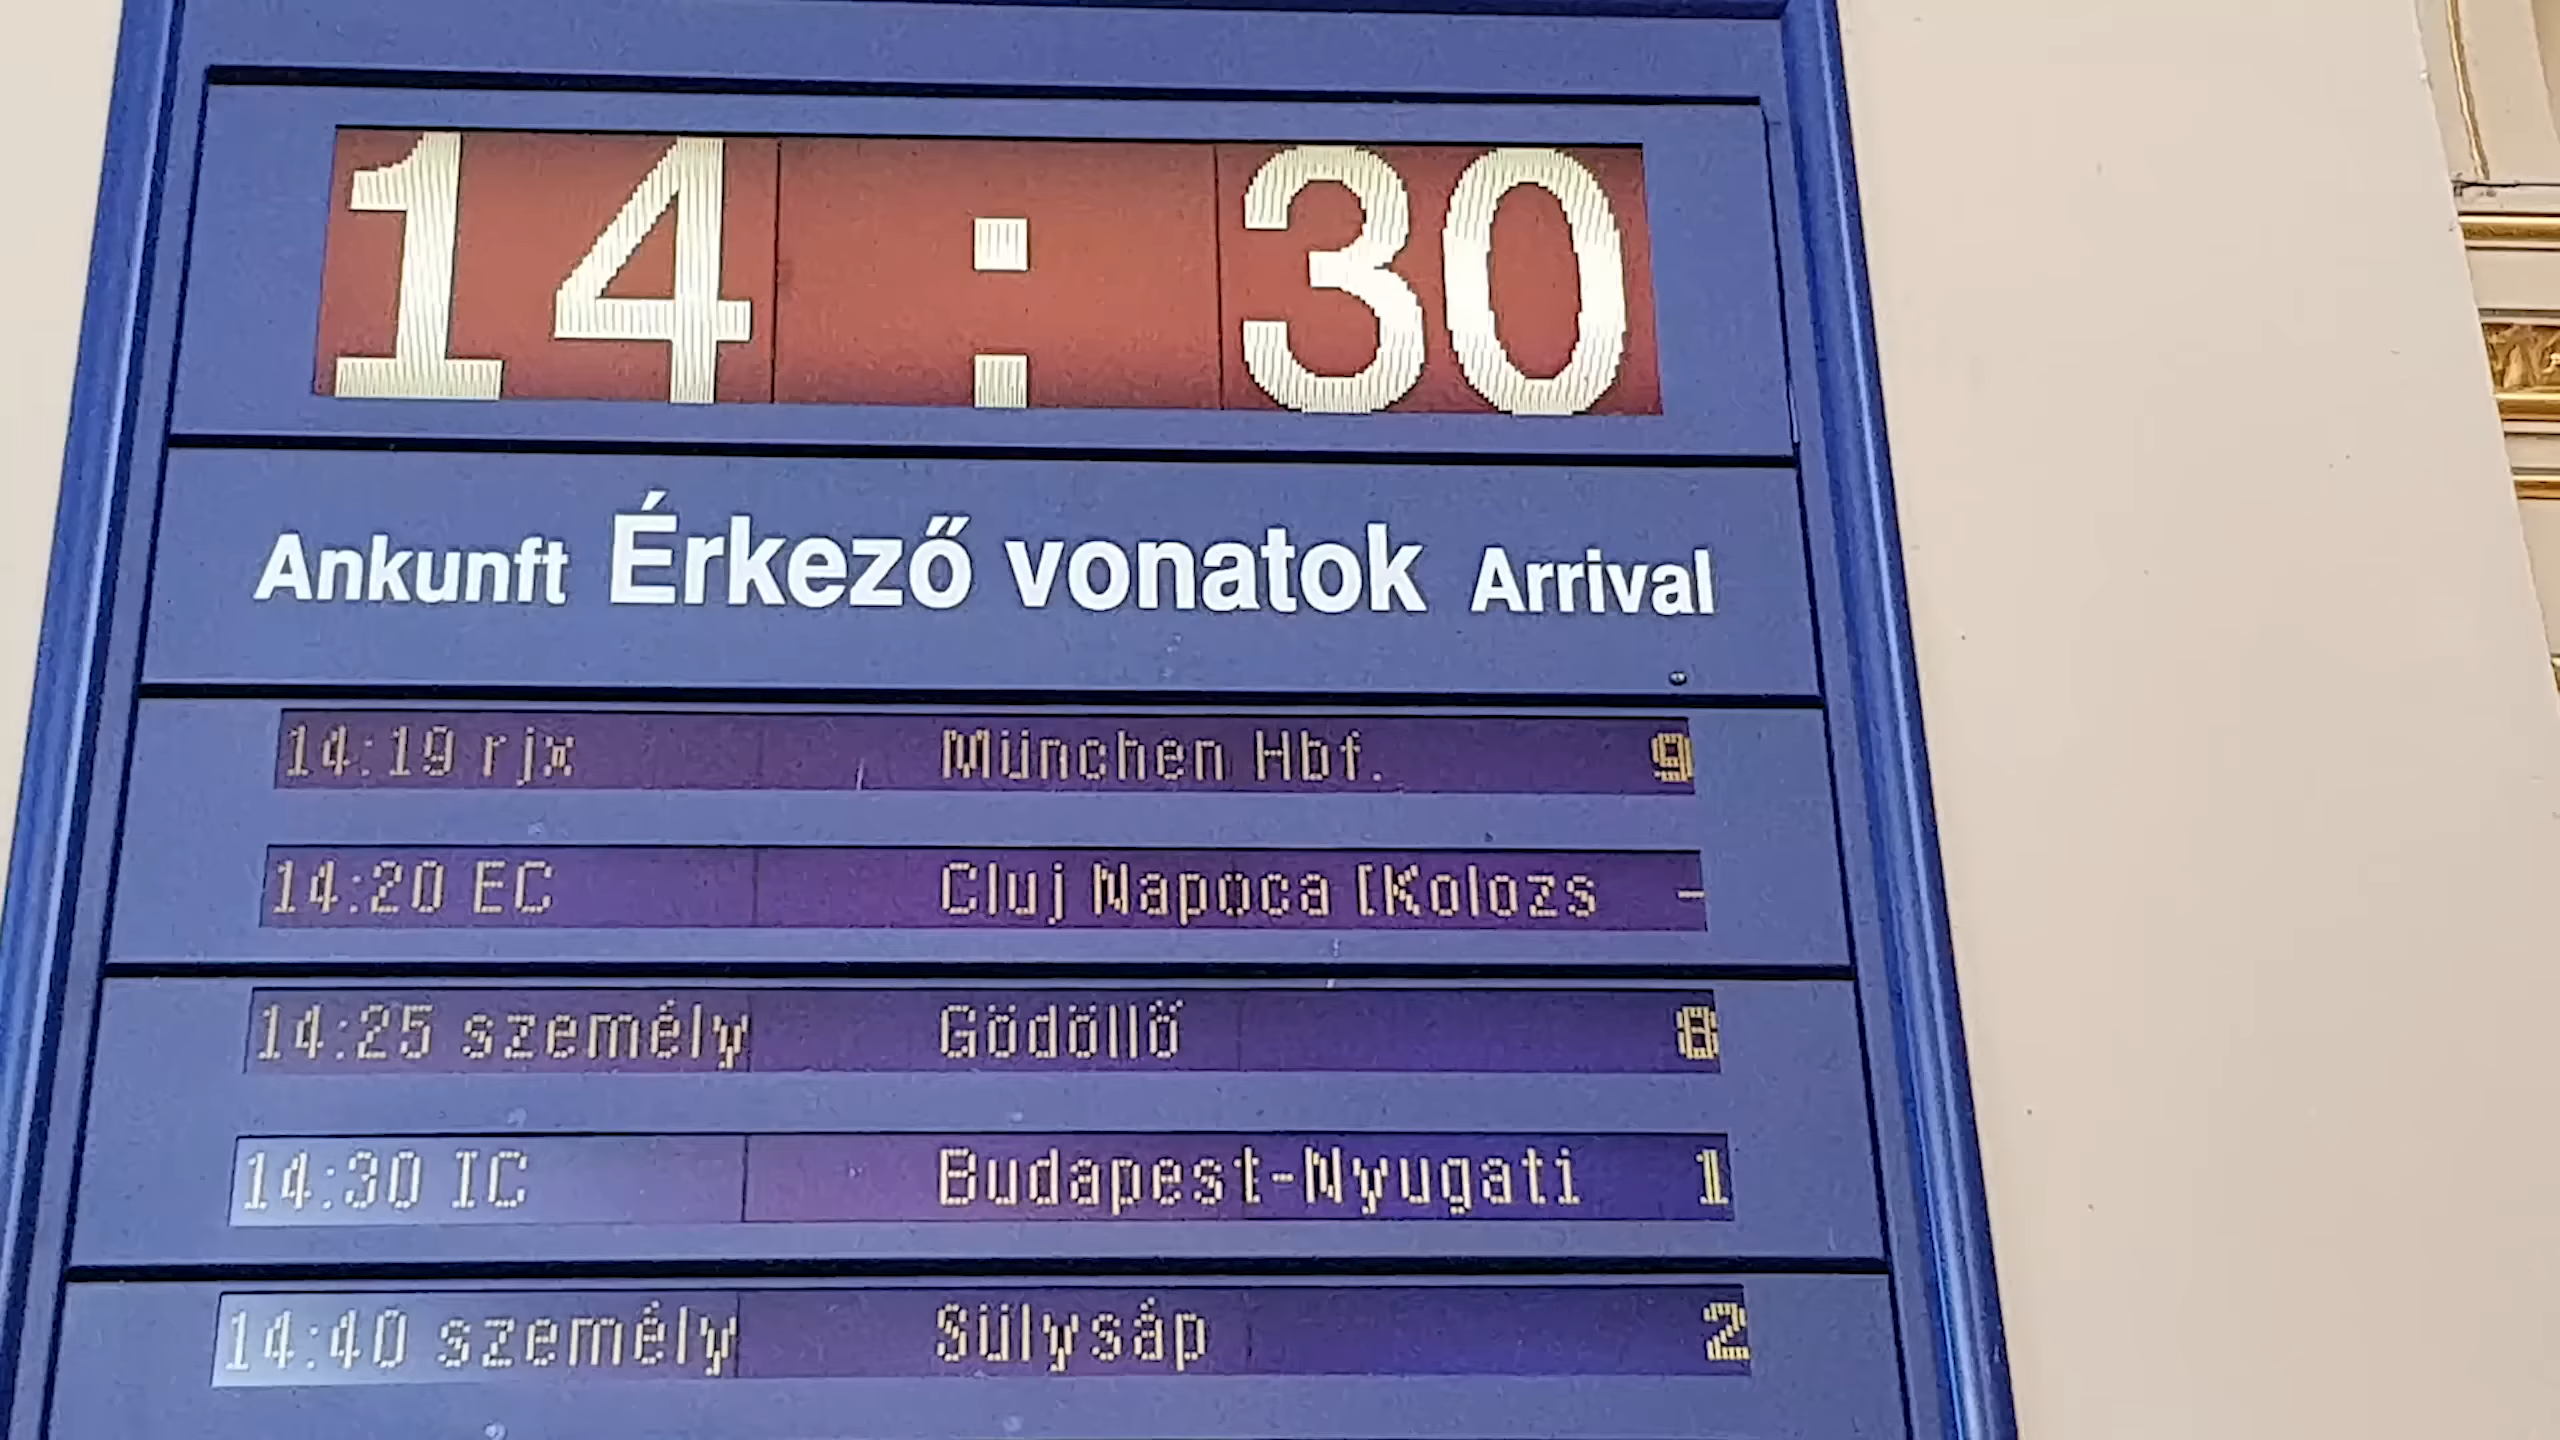 14:30
Ankunft Érkező vonatok Arrival
14:19 rjx München Hbf. 9
14:20 EC Cluj Napoca [Kolozs -
14:25 személy Gödöllő 8
14:30 IC Budapest-Nyugati 1
14:40 személy Sülysáp 2